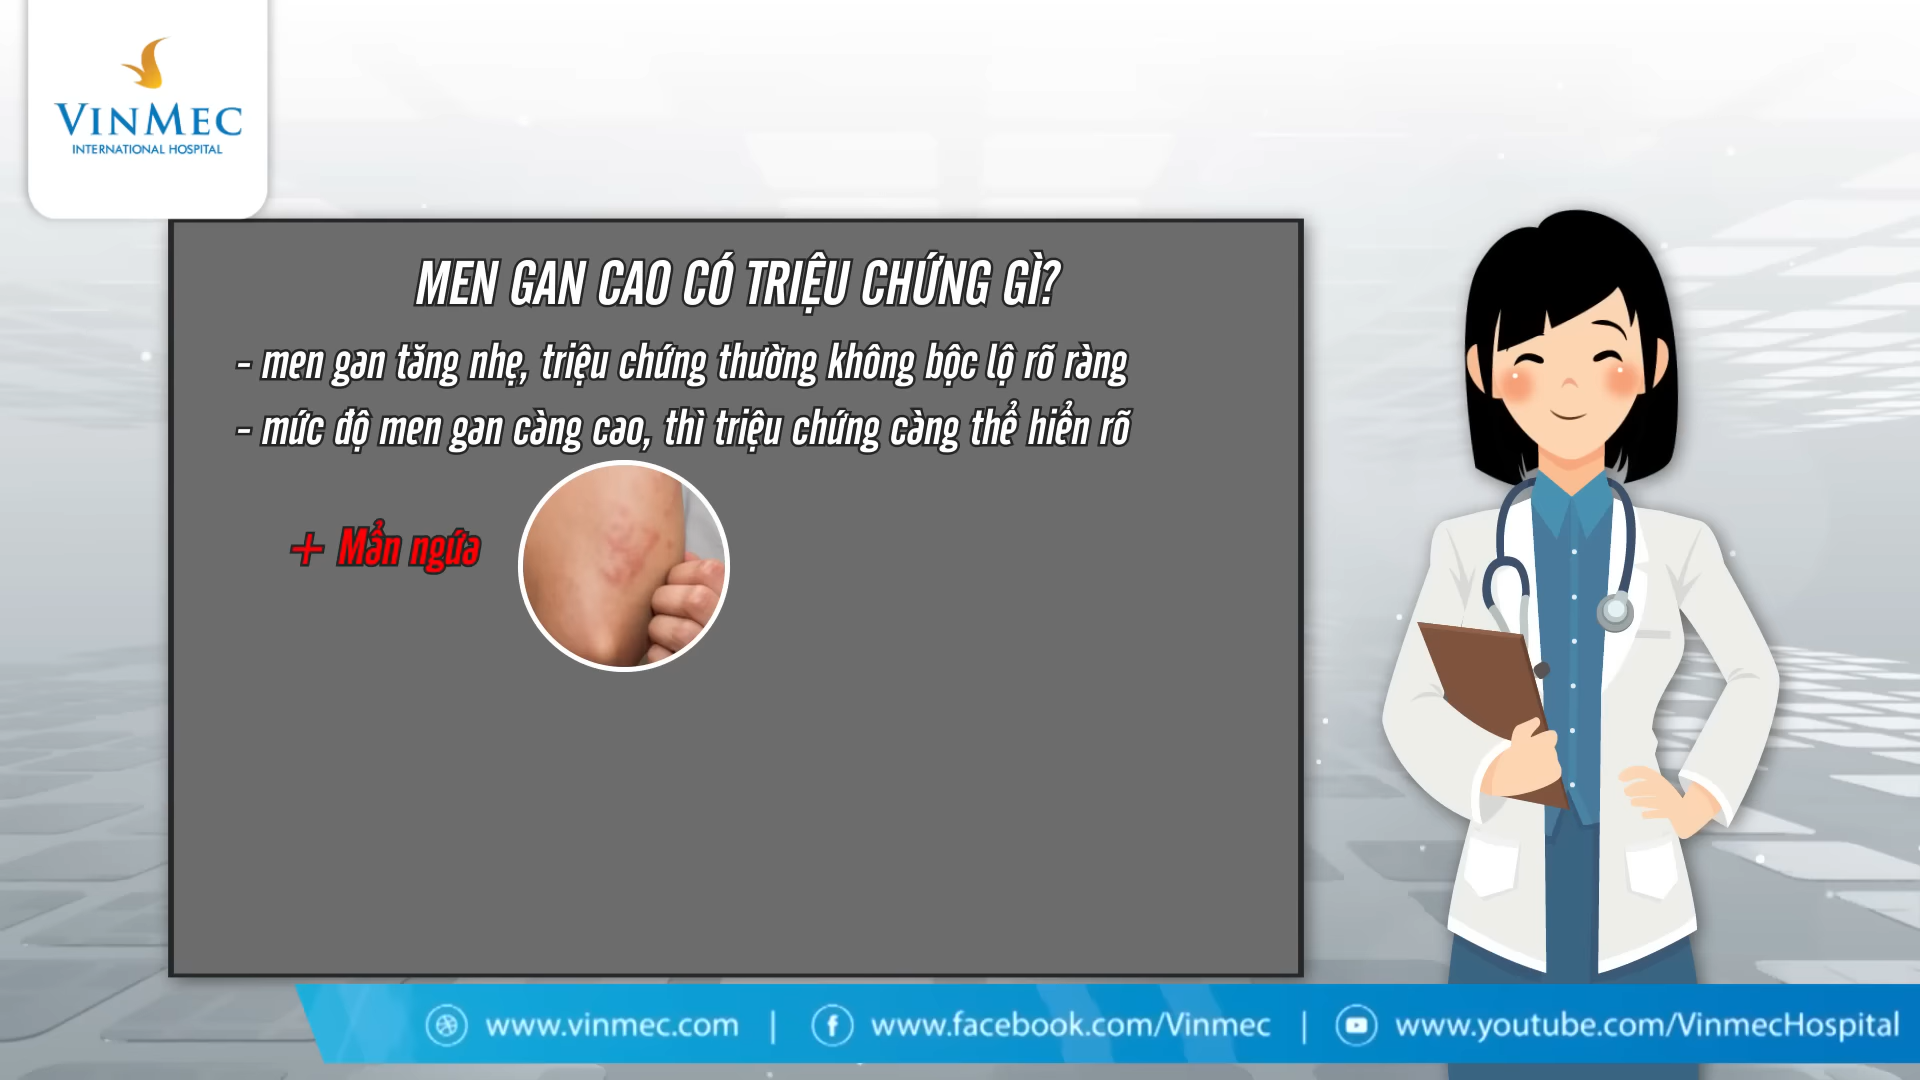 VINMEC
INTERNATIONAL HOSPITAL
MEN GAN CAO CÓ TRIỆU CHỨNG GÌ?
- men gan tăng nhẹ, triệu chứng thường không bộc lộ rõ ràng
- mức độ men gan càng cao, thì triệu chứng càng thể hiển rõ
+ Mẩn ngứa
www.vinmec.com | www.facebook.com/Vinmec | www.youtube.com/VinmecHospital